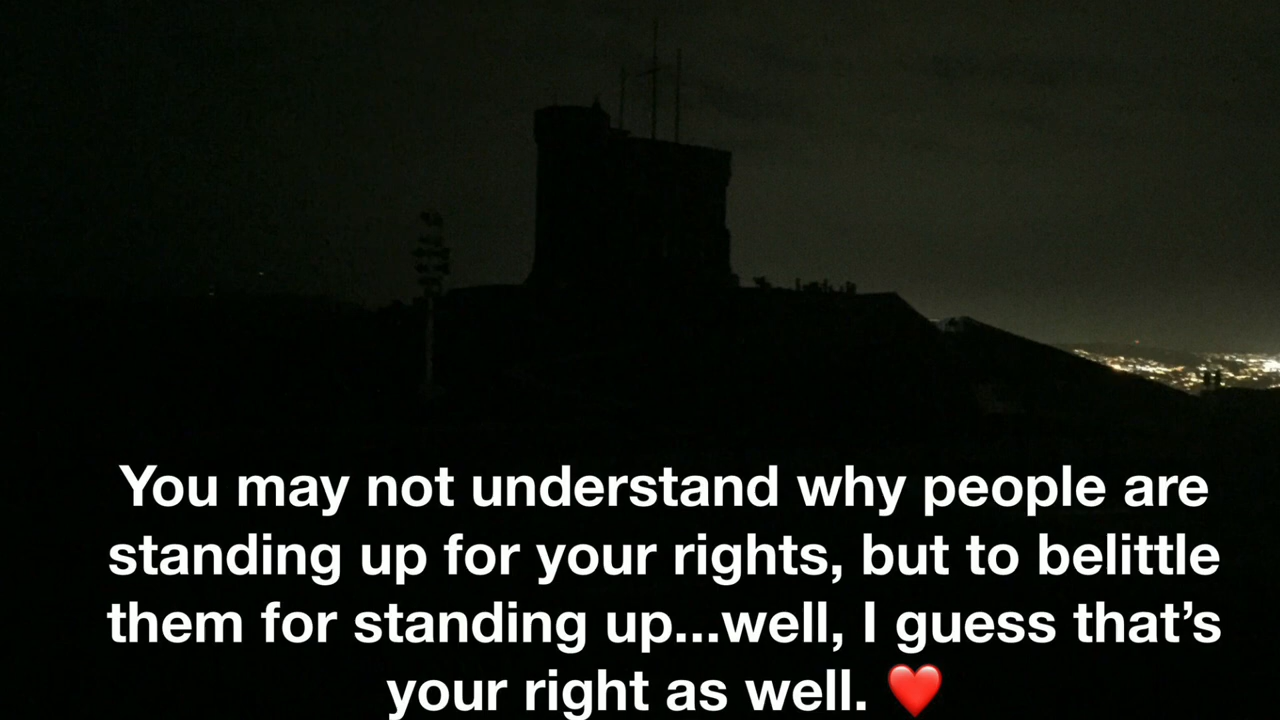 You may not understand why people are
standing up for your rights, but to belittle
them for standing up...well, I guess that’s
your right as well. ❤️